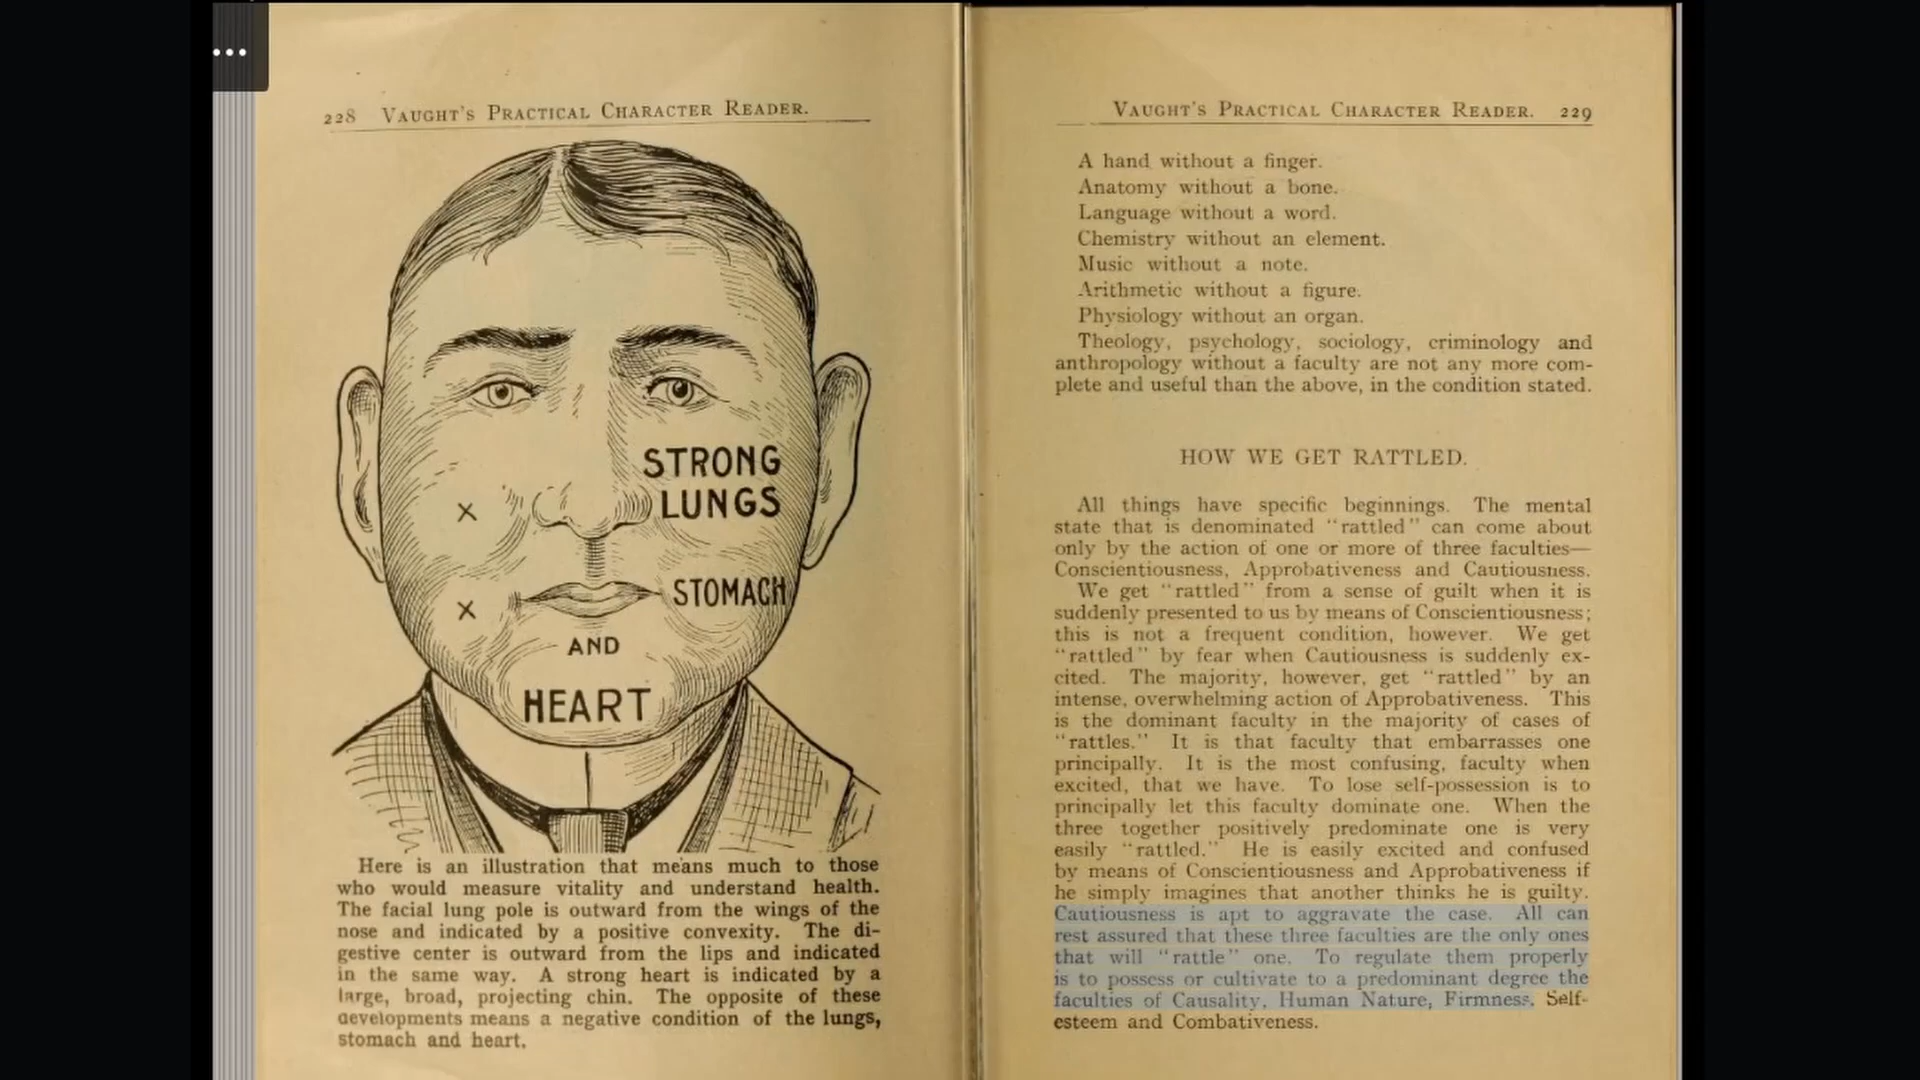 228 VAUGHT'S PRACTICAL CHARACTER READER.
STRONG
LUNGS
STOMACH
AND
HEART
Here is an illustration that means much to those
who would measure vitality and understand health.
The facial lung pole is outward from the wings of the
nose and indicated by a positive convexity. The di-
gestive center is outward from the lips and indicated
in the same way. A strong heart is indicated by a
large, broad, projecting chin. The opposite of these
developments means a negative condition of the lungs,
stomach and heart.
VAUGHT'S PRACTICAL CHARACTER READER. 229
A hand without a finger.
Anatomy without a bone.
Language without a word.
Chemistry without an element.
Music without a note.
Arithmetic without a figure.
Physiology without an organ.
Theology, psychology, sociology, criminology and
anthropology without a faculty are not any more com-
plete and useful than the above, in the condition stated.
HOW WE GET RATTLED.
All things have specific beginnings. The mental
state that is denominated "rattled" can come about
only by the action of one or more of three faculties—
Conscientiousness, Approbativeness and Cautiousness.
We get "rattled" from a sense of guilt when it is
suddenly presented to us by means of Conscientiousness;
this is not a frequent condition, however. We get
"rattled" by fear when Cautiousness is suddenly ex-
cited. The majority, however, get "rattled" by an
intense, overwhelming action of Approbativeness. This
is the dominant faculty in the majority of cases of
"rattles." It is that faculty that embarrasses one
principally. It is the most confusing, faculty when
excited, that we have. To lose self-possession is to
principally let this faculty dominate one. When the
three together positively predominate one is very
easily "rattled." He is easily excited and confused
by means of Conscientiousness and Approbativeness if
he simply imagines that another thinks he is guilty.
Cautiousness is apt to aggravate the case. All can
rest assured that these three faculties are the only ones
that will "rattle" one. To regulate them properly
is to possess or cultivate to a predominant degree the
faculties of Causality, Human Nature, Firmness, Self-
esteem and Combativeness.